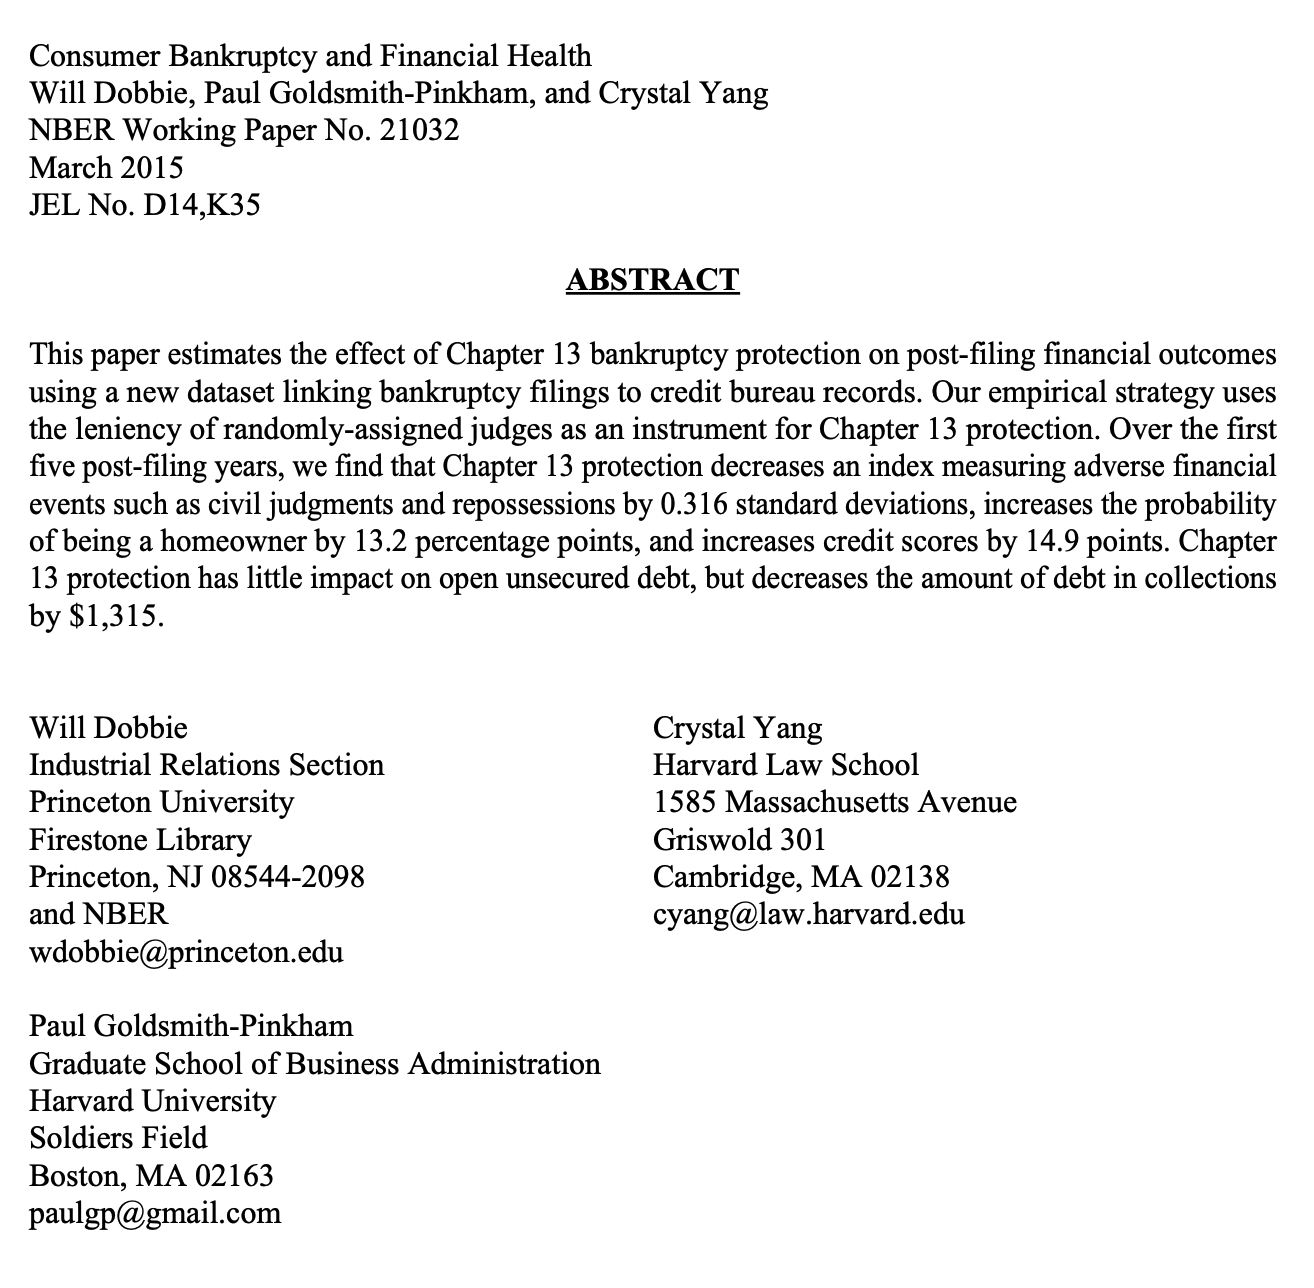 Consumer Bankruptcy and Financial Health
Will Dobbie, Paul Goldsmith-Pinkham, and Crystal Yang
NBER Working Paper No. 21032
March 2015
JEL No. D14,K35
ABSTRACT
This paper estimates the effect of Chapter 13 bankruptcy protection on post-filing financial outcomes
using a new dataset linking bankruptcy filings to credit bureau records. Our empirical strategy uses
the leniency of randomly-assigned judges as an instrument for Chapter 13 protection. Over the first
five post-filing years, we find that Chapter 13 protection decreases an index measuring adverse financial
events such as civil judgments and repossessions by 0.316 standard deviations, increases the probability
of being a homeowner by 13.2 percentage points, and increases credit scores by 14.9 points. Chapter
13 protection has little impact on open unsecured debt, but decreases the amount of debt in collections
by $1,315.
Will Dobbie
Industrial Relations Section
Princeton University
Firestone Library
Princeton, NJ 08544-2098
and NBER
wdobbie@princeton.edu
Crystal Yang
Harvard Law School
1585 Massachusetts Avenue
Griswold 301
Cambridge, MA 02138
cyang@law.harvard.edu
Paul Goldsmith-Pinkham
Graduate School of Business Administration
Harvard University
Soldiers Field
Boston, MA 02163
paulgp@gmail.com